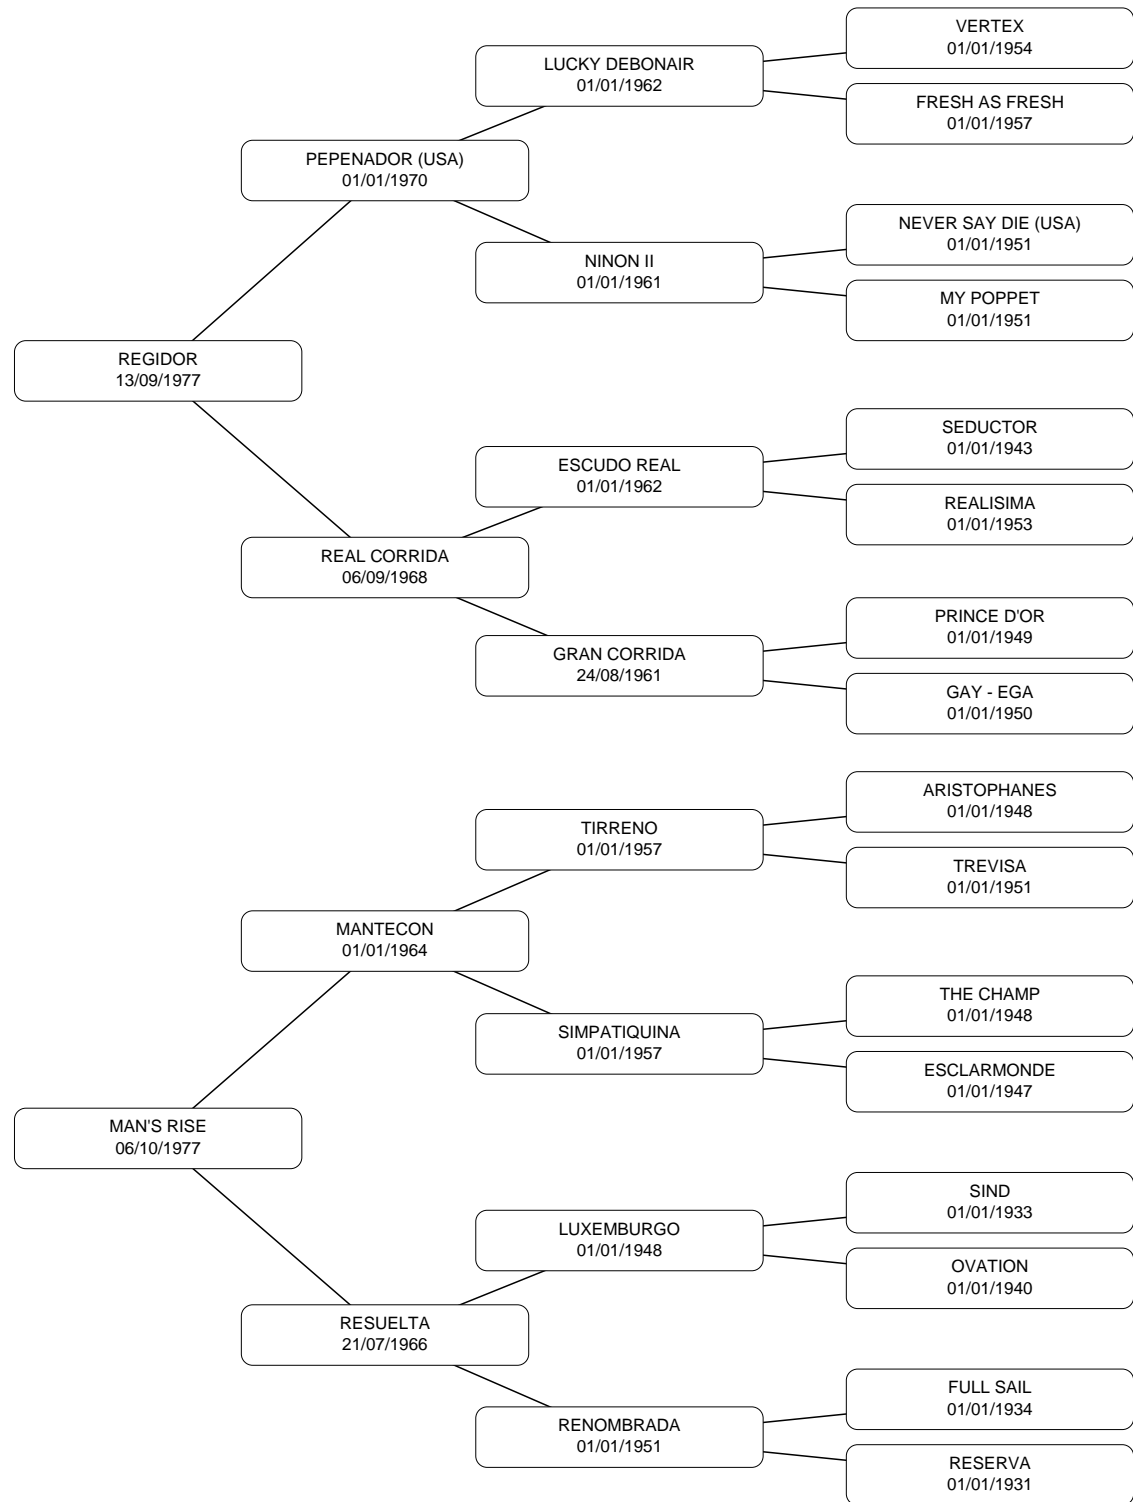 VERTEX
01/01/1954
LUCKY DEBONAIR
01/01/1962
FRESH AS FRESH
01/01/1957
PEPENADOR (USA)
01/01/1970
NEVER SAY DIE (USA)
01/01/1951
NINON II
01/01/1961
MY POPPET
01/01/1951
REGIDOR
13/09/1977
SEDUCTOR
01/01/1943
ESCUDO REAL
01/01/1962
REALISIMA
01/01/1953
REAL CORRIDA
06/09/1968
PRINCE D'OR
01/01/1949
GRAN CORRIDA
24/08/1961
GAY - EGA
01/01/1950
ARISTOPHANES
01/01/1948
TIRRENO
01/01/1957
TREVISA
01/01/1951
MANTECON
01/01/1964
THE CHAMP
01/01/1948
SIMPATIQUINA
01/01/1957
ESCLARMONDE
01/01/1947
MAN'S RISE
06/10/1977
SIND
01/01/1933
LUXEMBURGO
01/01/1948
OVATION
01/01/1940
RESUELTA
21/07/1966
FULL SAIL
01/01/1934
RENOMBRADA
01/01/1951
RESERVA
01/01/1931